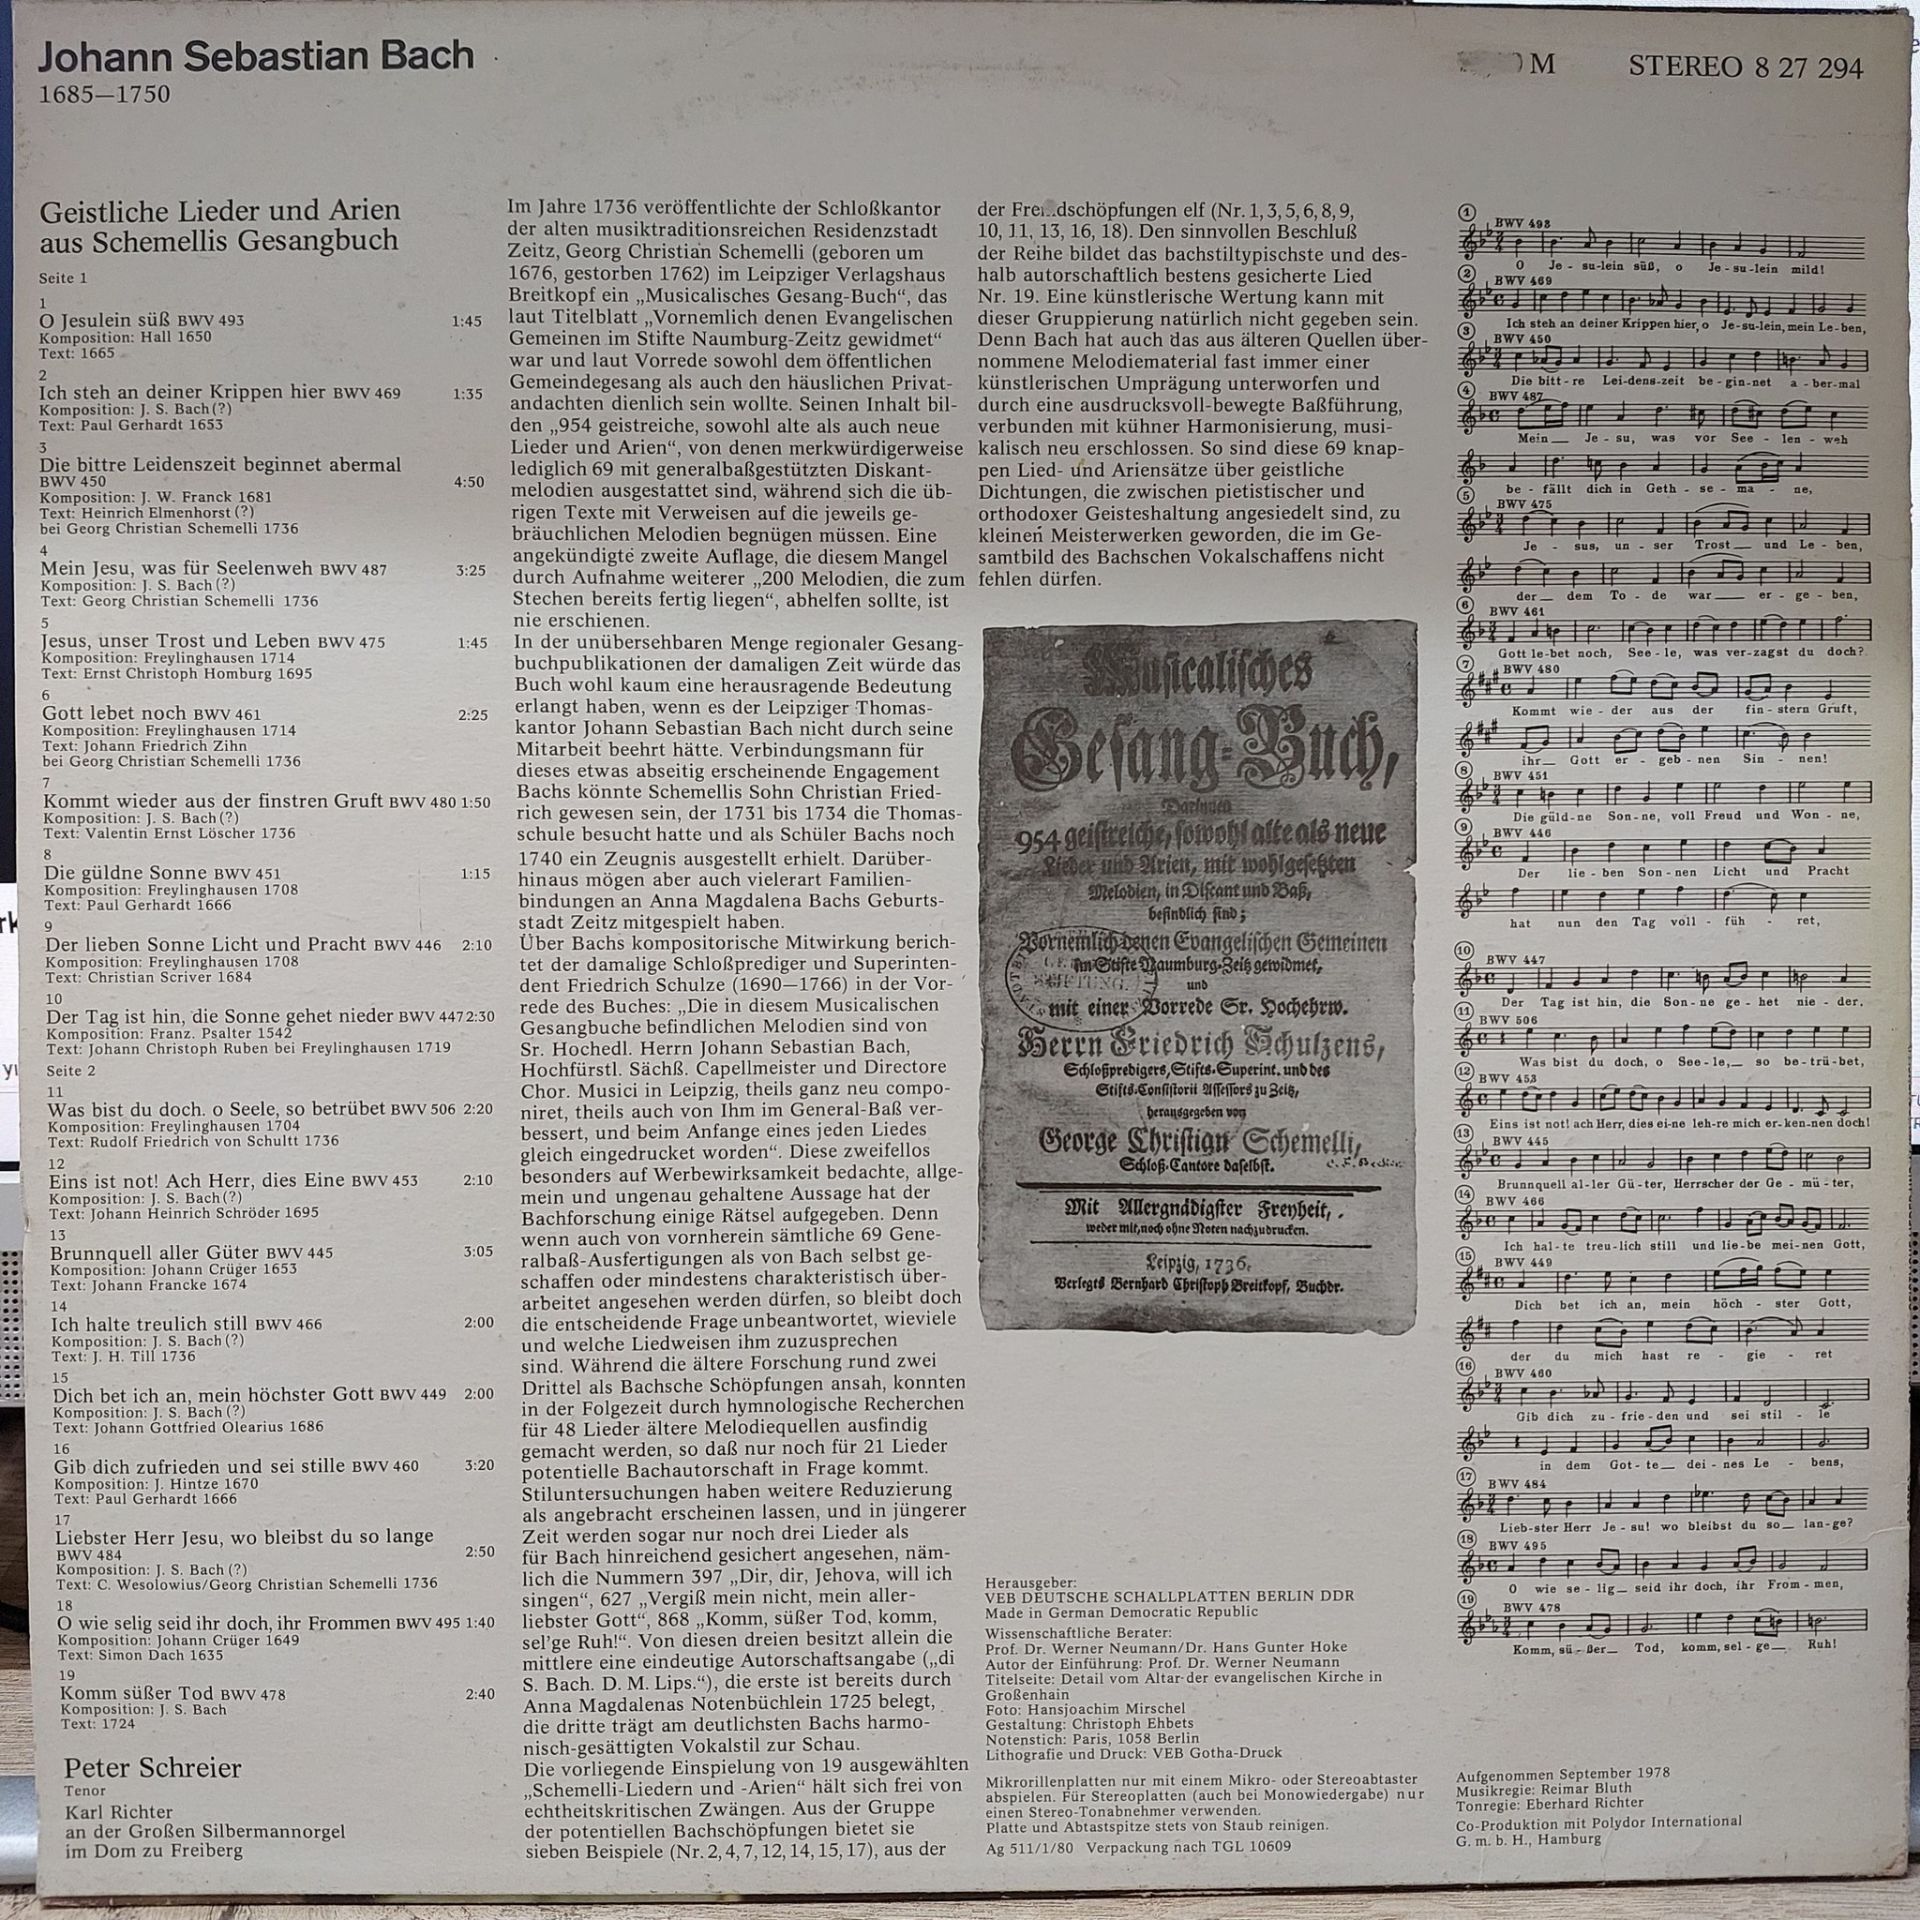 Johann Sebastian Bach
1685—1750
M
STEREO 8 27 294
Geistliche Lieder und Arien
aus Schemellis Gesangbuch
Seite 1
1
O Jesulein süß BWV 493 1:45
Komposition: Hall 1650
Text: 1665
2
Ich steh an deiner Krippen hier BWV 469 1:35
Komposition: J. S. Bach (?)
Text: Paul Gerhardt 1653
3
Die bittre Leidenszeit beginnet abermal
BWV 450 4:50
Komposition: J. W. Franck 1681
Text: Heinrich Elmenhorst (?)
bei Georg Christian Schemelli 1736
4
Mein Jesu, was für Seelenweh BWV 487 3:25
Komposition: J. S. Bach (?)
Text: Georg Christian Schemelli 1736
5
Jesus, unser Trost und Leben BWV 475 1:45
Komposition: Freylinghausen 1714
Text: Ernst Christoph Homburg 1695
6
Gott lebet noch BWV 461 2:25
Komposition: Freylinghausen 1714
Text: Johann Friedrich Zihn
bei Georg Christian Schemelli 1736
7
Kommt wieder aus der finstren Gruft BWV 480 1:50
Komposition: J. S. Bach (?)
Text: Valentin Ernst Löscher 1736
8
Die güldne Sonne BWV 451 1:15
Komposition: Freylinghausen 1708
Text: Paul Gerhardt 1666
9
Der lieben Sonne Licht und Pracht BWV 446 2:10
Komposition: Freylinghausen 1708
Text: Christian Scriver 1684
10
Der Tag ist hin, die Sonne gehet nieder BWV 447 2:30
Komposition: Franz. Psalter 1542
Text: Johann Christoph Ruben bei Freylinghausen 1719
Seite 2
11
Was bist du doch. o Seele, so betrübet BWV 506 2:20
Komposition: Freylinghausen 1704
Text: Rudolf Friedrich von Schultt 1736
12
Eins ist not! Ach Herr, dies Eine BWV 453 2:10
Komposition: J. S. Bach (?)
Text: Johann Heinrich Schröder 1695
13
Brunnquell aller Güter BWV 445 3:05
Komposition: Johann Crüger 1653
Text: Johann Francke 1674
14
Ich halte treulich still BWV 466 2:00
Komposition: J. S. Bach (?)
Text: J. H. Till 1736
15
Dich bet ich an, mein höchster Gott BWV 449 2:00
Komposition: J. S. Bach (?)
Text: Johann Gottfried Olearius 1686
16
Gib dich zufrieden und sei stille BWV 460 3:20
Komposition: J. Hintze 1670
Text: Paul Gerhardt 1666
17
Liebster Herr Jesu, wo bleibst du so lange
BWV 484 2:50
Komposition: J. S. Bach (?)
Text: C. Wesolowius/Georg Christian Schemelli 1736
18
O wie selig seid ihr doch, ihr Frommen BWV 495 1:40
Komposition: Johann Crüger 1649
Text: Simon Dach 1635
19
Komm süßer Tod BWV 478 2:40
Komposition: J. S. Bach
Text: 1724
Peter Schreier
Tenor
Karl Richter
an der Großen Silbermannorgel
im Dom zu Freiberg
Im Jahre 1736 veröffentlichte der Schloßkantor
der alten musiktraditionsreichen Residenzstadt
Zeitz, Georg Christian Schemelli (geboren um
1676, gestorben 1762) im Leipziger Verlagshaus
Breitkopf ein „Musicalisches Gesang-Buch“, das
laut Titelblatt „Vornemlich denen Evangelischen
Gemeinen im Stifte Naumburg-Zeitz gewidmet“
war und laut Vorrede sowohl dem öffentlichen
Gemeindegesang als auch den häuslichen Privat-
andachten dienlich sein wollte. Seinen Inhalt bil-
den „954 geistreiche, sowohl alte als auch neue
Lieder und Arien“, von denen merkwürdigerweise
lediglich 69 mit generalbaßgestützten Diskant-
melodien ausgestattet sind, während sich die üb-
rigen Texte mit Verweisen auf die jeweils ge-
bräuchlichen Melodien begnügen müssen. Eine
angekündigte zweite Auflage, die diesem Mangel
durch Aufnahme weiterer „200 Melodien, die zum
Stechen bereits fertig liegen“, abhelfen sollte, ist
nie erschienen.
In der unübersehbaren Menge regionaler Gesang-
buchpublikationen der damaligen Zeit würde das
Buch wohl kaum eine herausragende Bedeutung
erlangt haben, wenn es der Leipziger Thomas-
kantor Johann Sebastian Bach nicht durch seine
Mitarbeit beehrt hätte. Verbindungsmann für
dieses etwas abseitig erscheinende Engagement
Bachs könnte Schemellis Sohn Christian Fried-
rich gewesen sein, der 1731 bis 1734 die Thomas-
schule besucht hatte und als Schüler Bachs noch
1740 ein Zeugnis ausgestellt erhielt. Darüber-
hinaus mögen aber auch vielerart Familien-
bindungen an Anna Magdalena Bachs Geburts-
stadt Zeitz mitgespielt haben.
Über Bachs kompositorische Mitwirkung berich-
tet der damalige Schloßprediger und Superinten-
dent Friedrich Schulze (1690—1766) in der Vor-
rede des Buches: „Die in diesem Musicalischen
Gesangbuche befindlichen Melodien sind von
Sr. Hochedl. Herrn Johann Sebastian Bach,
Hochfürstl. Sächß. Capellmeister und Directore
Chor. Musici in Leipzig, theils ganz neu compo-
niret, theils auch von Ihm im General-Baß ver-
bessert, und beim Anfange eines jeden Liedes
gleich eingedrucket worden“. Diese zweifellos
besonders auf Werbewirksamkeit bedachte, allge-
mein und ungenau gehaltene Aussage hat der
Bachforschung einige Rätsel aufgegeben. Denn
wenn auch von vornherein sämtliche 69 Gene-
ralbaß-Ausfertigungen als von Bach selbst ge-
schaffen oder mindestens charakteristisch über-
arbeitet angesehen werden dürfen, so bleibt doch
die entscheidende Frage unbeantwortet, wieviele
und welche Liedweisen ihm zuzusprechen
sind. Während die ältere Forschung rund zwei
Drittel als Bachsche Schöpfungen ansah, konnten
in der Folgezeit durch hymnologische Recherchen
für 48 Lieder ältere Melodiequellen ausfindig
gemacht werden, so daß nur noch für 21 Lieder
potentielle Bachautorschaft in Frage kommt.
Stiluntersuchungen haben weitere Reduzierung
als angebracht erscheinen lassen, und in jüngerer
Zeit werden sogar nur noch drei Lieder als
für Bach hinreichend gesichert angesehen, näm-
lich die Nummern 397 „Dir, dir, Jehova, will ich
singen“, 627 „Vergiß mein nicht, mein aller-
liebster Gott“, 868 „Komm, süßer Tod, komm,
sel'ge Ruh!“. Von diesen dreien besitzt allein die
mittlere eine eindeutige Autorschaftsangabe („di
S. Bach. D. M. Lips.“), die erste ist bereits durch
Anna Magdalenas Notenbüchlein 1725 belegt,
die dritte trägt am deutlichsten Bachs harmo-
nisch-gesättigten Vokalstil zur Schau.
Die vorliegende Einspielung von 19 ausgewählten
„Schemelli-Liedern und -Arien“ hält sich frei von
echtheitskritischen Zwängen. Aus der Gruppe
der potentiellen Bachschöpfungen bietet sie
sieben Beispiele (Nr. 2, 4, 7, 12, 14, 15, 17), aus der
der Fremdschöpfungen elf (Nr. 1, 3, 5, 6, 8, 9,
10, 11, 13, 16, 18). Den sinnvollen Beschluß
der Reihe bildet das bachstiltypischste und des-
halb autorschaftlich bestens gesicherte Lied
Nr. 19. Eine künstlerische Wertung kann mit
dieser Gruppierung natürlich nicht gegeben sein.
Denn Bach hat auch das aus älteren Quellen über-
nommene Melodiematerial fast immer einer
künstlerischen Umprägung unterworfen und
durch eine ausdrucksvoll-bewegte Baßführung,
verbunden mit kühner Harmonisierung, musi-
kalisch neu erschlossen. So sind diese 69 knap-
pen Lied- und Ariensätze über geistliche
Dichtungen, die zwischen pietistischer und
orthodoxer Geisteshaltung angesiedelt sind, zu
kleinen Meisterwerken geworden, die im Ge-
samtbild des Bachschen Vokalschaffens nicht
fehlen dürfen.
Musicalisches
Gesang-Buch,
Darinnen
954 geistreiche, sowohl alte als neue
Lieder und Arien, mit wohlgesetzten
Melodien, in Discant und Baß,
befindlich sind;
Vornemlich denen Evangelischen Gemeinen
im Stifte Naumburg-Zeitz gewidmet,
und
mit einer Vorrede Sr. Hochehrw.
Herrn Friedrich Schulzens,
Schloßpredigers, Stifts-Superint. und des
Stifts-Consistorii Assessors zu Zeitz,
herausgegeben von
George Christian Schemelli,
Schloß-Cantore daselbst.
C. F. Becker
Mit Allergnädigster Freyheit,
weder mit, noch ohne Noten nachzudrucken.
Leipzig, 1736.
Verlegts Bernhard Christoph Breitkopf, Buchdr.
Herausgeber:
VEB DEUTSCHE SCHALLPLATTEN BERLIN DDR
Made in German Democratic Republic
Wissenschaftliche Berater:
Prof. Dr. Werner Neumann/Dr. Hans Gunter Hoke
Autor der Einführung: Prof. Dr. Werner Neumann
Titelseite: Detail vom Altar der evangelischen Kirche in
Großenhain
Foto: Hansjoachim Mirschel
Gestaltung: Christoph Ehbets
Notenstich: Paris, 1058 Berlin
Lithografie und Druck: VEB Gotha-Druck
Mikrorillenplatten nur mit einem Mikro- oder Stereoabtaster
abspielen. Für Stereoplatten (auch bei Monowiedergabe) nur
einen Stereo-Tonabnehmer verwenden.
Platte und Abtastspitze stets von Staub reinigen.
Ag 511/1/80 Verpackung nach TGL 10609
1 BWV 493
O Je - su-lein süß, o Je - su-lein mild!
2 BWV 469
Ich steh an deiner Krippen hier, o Je-su-lein, mein Le-ben,
3 BWV 450
Die bitt-re Lei-dens-zeit be-gin-net a-ber-mal
4 BWV 487
Mein Je - su, was vor See - len - weh
be - fällt dich in Geth - se - ma - ne,
5 BWV 475
Je - sus, un - ser Trost und Le - ben,
der dem To - de war er - ge - ben,
6 BWV 461
Gott le-bet noch, See-le, was ver-zagst du doch?
7 BWV 480
Kommt wie - der aus der fin - stern Gruft,
ihr Gott er - geb - nen Sin - nen!
8 BWV 451
Die güld-ne Son-ne, voll Freud und Won - ne,
9 BWV 446
Der lie - ben Son - nen Licht und Pracht
hat nun den Tag voll - füh - ret,
10 BWV 447
Der Tag ist hin, die Son-ne ge-het nie - der.
11 BWV 506
Was bist du doch, o See-le, so be-trü-bet,
12 BWV 453
Eins ist not! ach Herr, dies ei-ne leh-re mich er-ken-nen doch!
13 BWV 445
Brunnquell al-ler Gü-ter, Herrscher der Ge - mü - ter,
14 BWV 466
Ich hal-te treu-lich still und lie-be mei-nen Gott,
15 BWV 449
Dich bet ich an, mein höch - ster Gott,
der du mich hast re - gie - ret
16 BWV 460
Gib dich zu-frie-den und sei stil - le
in dem Got-te dei-nes Le - bens,
17 BWV 484
Lieb-ster Herr Je-su! wo bleibst du so lan-ge?
18 BWV 495
O wie se-lig seid ihr doch, ihr From-men,
19 BWV 478
Komm, sü-ßer Tod, komm, sel-ge Ruh!
Aufgenommen September 1978
Musikregie: Reimar Bluth
Tonregie: Eberhard Richter
Co-Produktion mit Polydor International
G. m. b. H., Hamburg